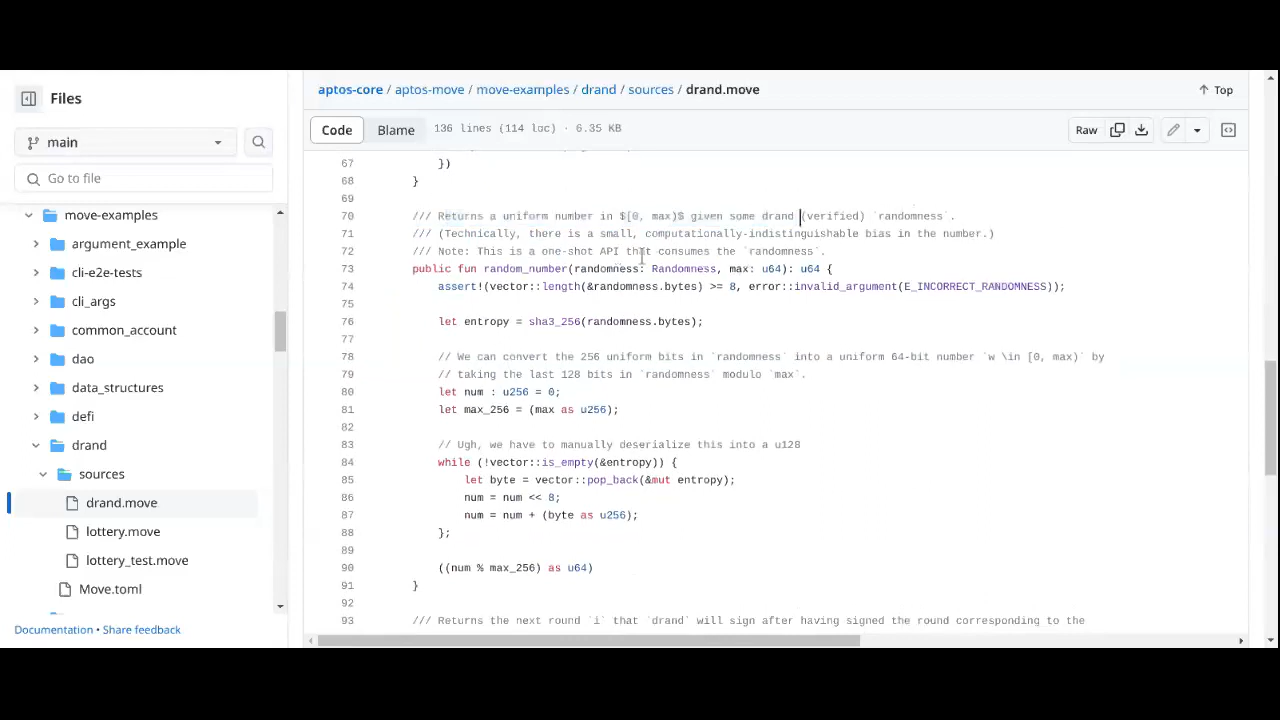 Files
main
Go to file
move-examples
argument_example
cli-e2e-tests
cli_args
common_account
dao
data_structures
defi
drand
sources
drand.move
lottery.move
lottery_test.move
Move.toml
Documentation • Share feedback
aptos-core / aptos-move / move-examples / drand / sources / drand.move
Top
Code Blame 136 lines (114 loc) · 6.35 KB
Raw
67 })
68 }
69
70 /// Returns a uniform number in $[0, max)$ given some drand (verified) `randomness`.
71 /// (Technically, there is a small, computationally-indistinguishable bias in the number.)
72 /// Note: This is a one-shot API that consumes the `randomness`.
73 public fun random_number(randomness: Randomness, max: u64): u64 {
74 assert!(vector::length(&randomness.bytes) >= 8, error::invalid_argument(E_INCORRECT_RANDOMNESS));
75
76 let entropy = sha3_256(randomness.bytes);
77
78 // We can convert the 256 uniform bits in `randomness` into a uniform 64-bit number `w \in [0, max)` by
79 // taking the last 128 bits in `randomness` modulo `max`.
80 let num : u256 = 0;
81 let max_256 = (max as u256);
82
83 // Ugh, we have to manually deserialize this into a u128
84 while (!vector::is_empty(&entropy)) {
85 let byte = vector::pop_back(&mut entropy);
86 num = num << 8;
87 num = num + (byte as u256);
88 };
89
90 ((num % max_256) as u64)
91 }
92
93 /// Returns the next round `i` that `drand` will sign after having signed the round corresponding to the